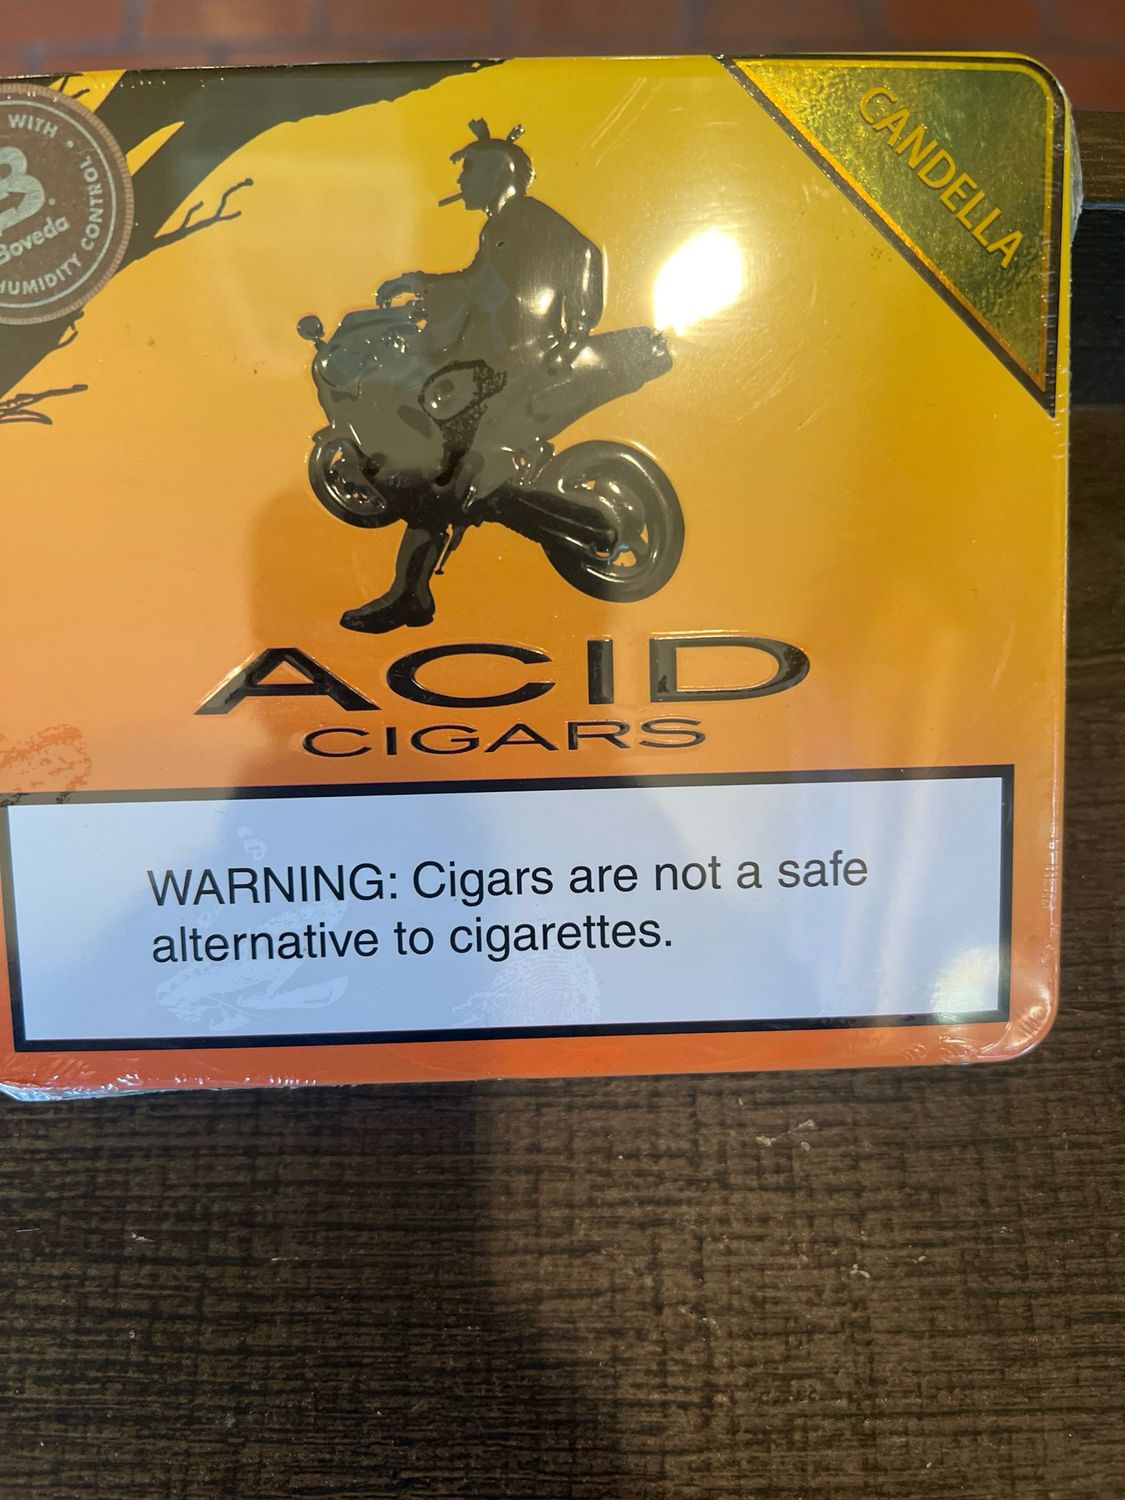 WITH
B
Boveda
HUMIDITY CONTROL
CANDELLA
ACID
CIGARS
WARNING: Cigars are not a safe
alternative to cigarettes.